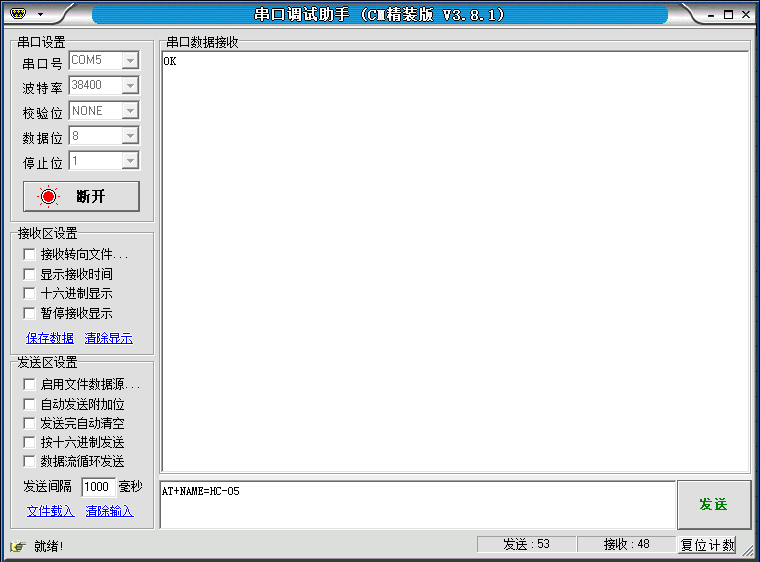 串口调试助手 (CM精装版 V3.8.1)
串口设置
串口号 COM5
波特率 38400
校验位 NONE
数据位 8
停止位 1
断开
接收区设置
接收转向文件...
显示接收时间
十六进制显示
暂停接收显示
保存数据 清除显示
发送区设置
启用文件数据源...
自动发送附加位
发送完自动清空
按十六进制发送
数据流循环发送
发送间隔 1000 毫秒
文件载入 清除输入
串口数据接收
OK
AT+NAME=HC-05
发送
就绪!
发送 : 53
接收 : 48
复位计数